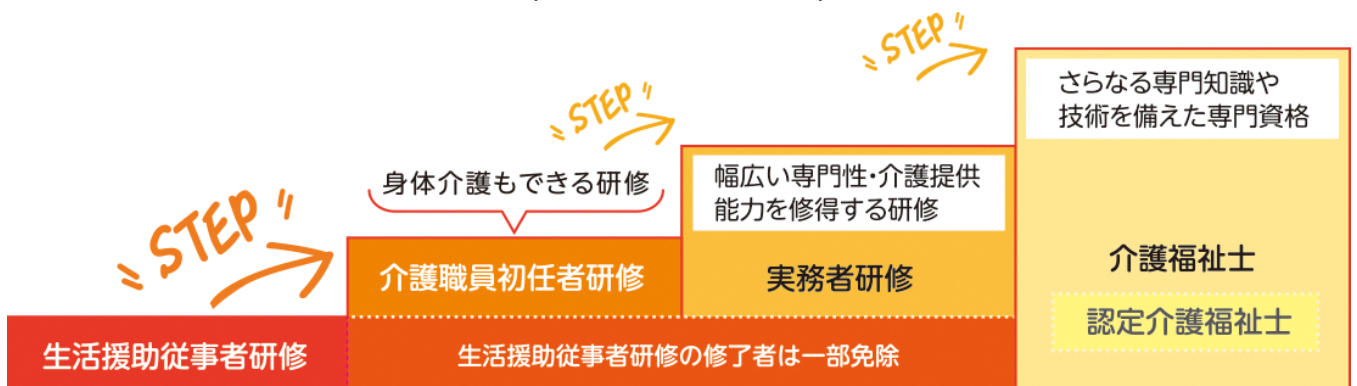 STEP
STEP
STEP
さらなる専門知識や
技術を備えた専門資格
身体介護もできる研修
幅広い専門性・介護提供
能力を修得する研修
介護職員初任者研修
実務者研修
介護福祉士
認定介護福祉士
生活援助従事者研修
生活援助従事者研修の修了者は一部免除